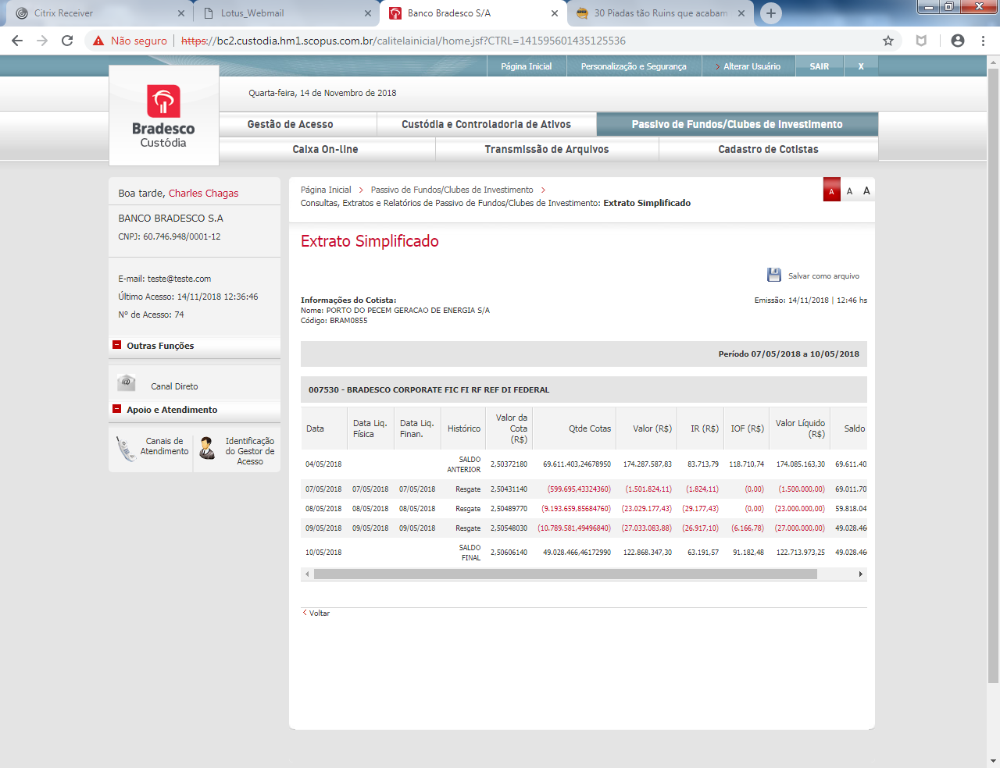 Citrix Receiver
Lotus_Webmail
Banco Bradesco S/A
30 Piadas tão Ruins que acabam
Não seguro
https://bc2.custodia.hm1.scopus.com.br/calitelainicial/home.jsf?CTRL=141595601435125536
Página Inicial
Personalização e Segurança
Alterar Usuário
SAIR
X
Bradesco
Custódia
Quarta-feira, 14 de Novembro de 2018
Gestão de Acesso
Custódia e Controladoria de Ativos
Passivo de Fundos/Clubes de Investimento
Caixa On-line
Transmissão de Arquivos
Cadastro de Cotistas
Boa tarde, Charles Chagas
BANCO BRADESCO S.A
CNPJ: 60.746.948/0001-12
E-mail: teste@teste.com
Último Acesso: 14/11/2018 12:36:46
Nº de Acesso: 74
Outras Funções
Canal Direto
Apoio e Atendimento
Canais de
Atendimento
Identificação
do Gestor de
Acesso
Página Inicial > Passivo de Fundos/Clubes de Investimento >
Consultas, Extratos e Relatórios de Passivo de Fundos/Clubes de Investimento: Extrato Simplificado
A A A
Extrato Simplificado
Salvar como arquivo
Informações do Cotista:
Nome: PORTO DO PECEM GERACAO DE ENERGIA S/A
Código: BRAM0855
Emissão: 14/11/2018 | 12:46 hs
Período 07/05/2018 a 10/05/2018
007530 - BRADESCO CORPORATE FIC FI RF REF DI FEDERAL
Data
Data Liq.
Física
Data Liq.
Finan.
Histórico
Valor da
Cota
(R$)
Qtde Cotas
Valor (R$)
IR (R$)
IOF (R$)
Valor Líquido
(R$)
Saldo
04/05/2018 SALDO ANTERIOR 2,50372180 69.611.403,24678950 174.287.587,83 83.713,79 118.710,74 174.085.163,30 69.611.40
07/05/2018 07/05/2018 07/05/2018 Resgate 2,50431140 (599.695,43324360) (1.501.824,11) (1.824,11) (0,00) (1.500.000,00) 69.011.70
08/05/2018 08/05/2018 08/05/2018 Resgate 2,50489770 (9.193.659,85684760) (23.029.177,43) (29.177,43) (0,00) (23.000.000,00) 59.818.04
09/05/2018 09/05/2018 09/05/2018 Resgate 2,50548030 (10.789.581,49496840) (27.033.083,88) (26.917,10) (6.166,78) (27.000.000,00) 49.028.46
10/05/2018 SALDO FINAL 2,50606140 49.028.466,46172990 122.868.347,30 63.191,57 91.182,48 122.713.973,25 49.028.46
Voltar